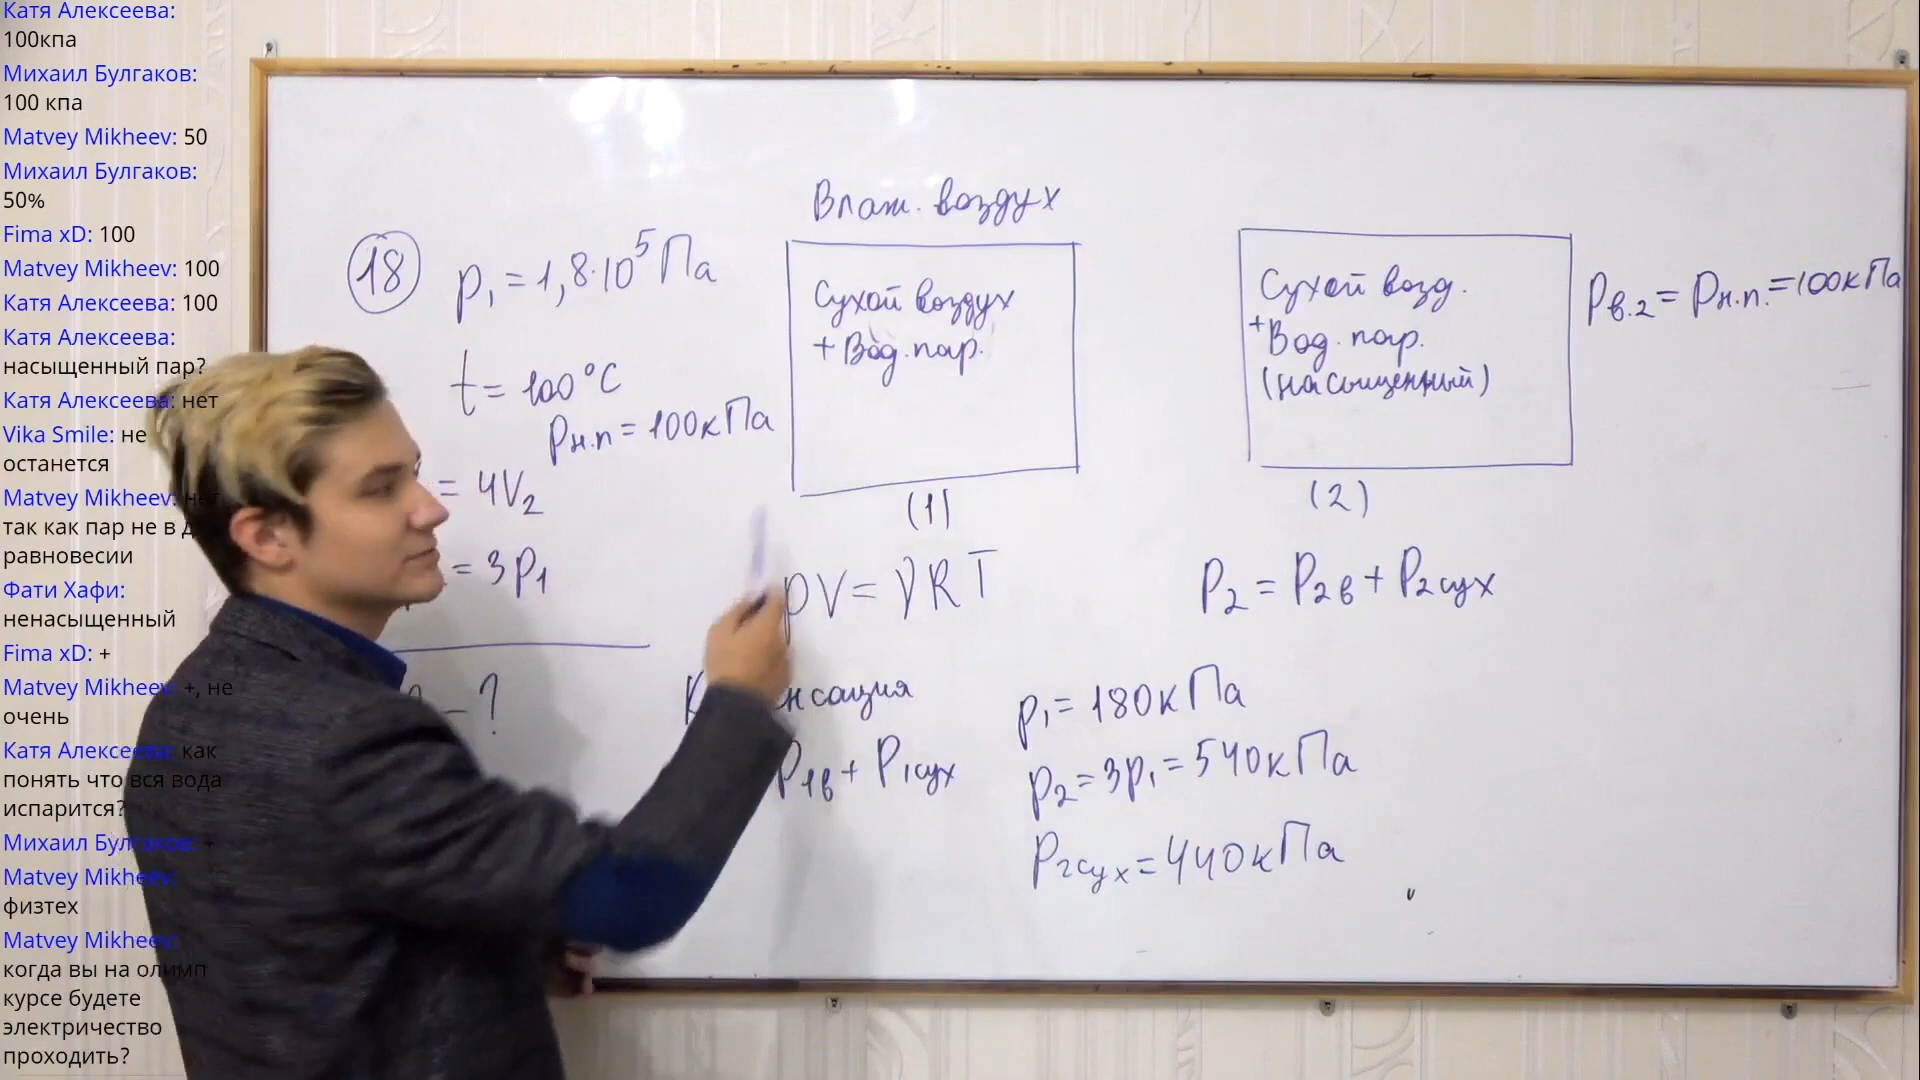 Катя Алексеева:
100кпа
Михаил Булгаков:
100 кпа
Matvey Mikheev: 50
Михаил Булгаков:
50%
Fima xD: 100
Matvey Mikheev: 100
Катя Алексеева: 100
Катя Алексеева:
насыщенный пар?
Катя Алексеева: нет
Vika Smile: не
останется
Matvey Mikheev: нет
так как пар не в д
равновесии
Фати Хафи:
ненасыщенный
Fima xD: +
Matvey Mikheev: +, не
очень
Катя Алексеева: как
понять что вся вода
испарится?
Михаил Булгаков: +
Matvey Mikheev:
физтех
Matvey Mikheev:
когда вы на олимп
курсе будете
электричество
проходить?
18
p₁ = 1,8·10⁵ Па
t = 100°C
Pн.п = 100кПа
= 4V₂
= 3p₁
- ?
Влаж. воздух
Сухой воздух
+ Вод. пар.
(1)
pV = νRT
нсация
P₁в + P₁сух
Сухой возд.
+ Вод. пар.
(насыщенный)
(2)
Pв.2 = Pн.п. = 100кПа
P₂ = P₂в + P₂сух
p₁ = 180кПа
p₂ = 3p₁ = 540кПа
P₂сух = 440кПа